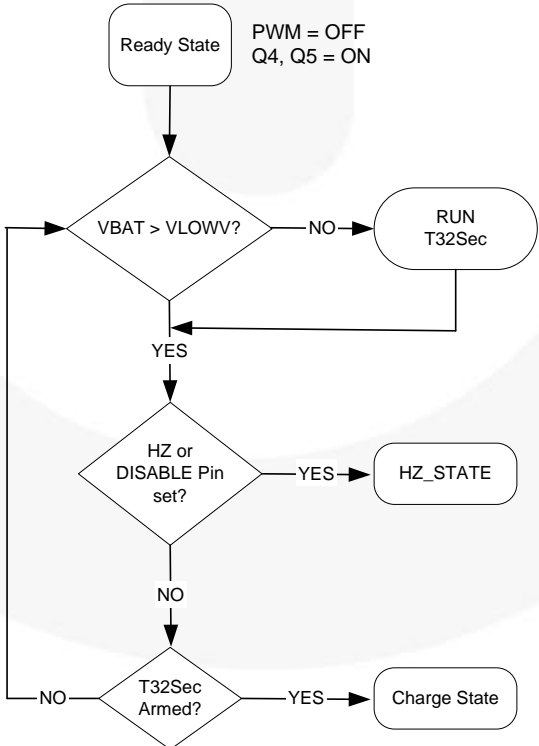 Ready State
PWM = OFF
Q4, Q5 = ON
VBAT > VLOWV?
NO
RUN
T32Sec
YES
HZ or
DISABLE Pin
set?
YES
HZ_STATE
NO
T32Sec
Armed?
NO
YES
Charge State